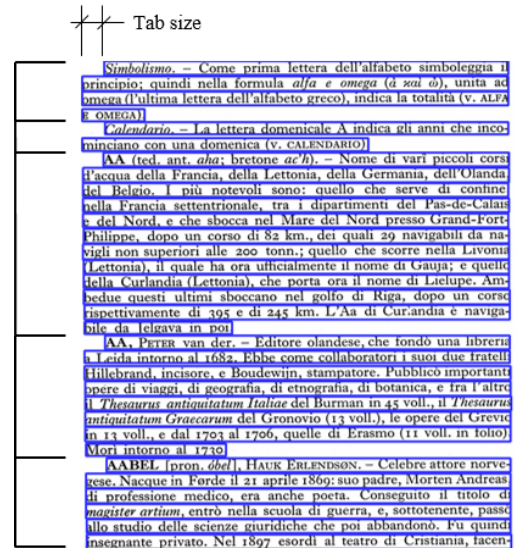 Tab size
Simbolismo. – Come prima lettera dell'alfabeto simboleggia il
principio; quindi nella formula alfa e omega (ἀ καὶ ὠ), unita ad
omega (l'ultima lettera dell'alfabeto greco), indica la totalità (v. ALFA
E OMEGA)
Calendario. – La lettera domenicale A indica gli anni che inco-
minciano con una domenica (v. CALENDARIO)
AA (ted. ant. aha; bretone ac'h). – Nome di varî piccoli corsi
d'acqua della Francia, della Lettonia, della Germania, dell'Olanda,
del Belgio. I più notevoli sono: quello che serve di confine,
nella Francia settentrionale, tra i dipartimenti del Pas-de-Calais
e del Nord, e che sbocca nel Mare del Nord presso Grand-Fort-
Philippe, dopo un corso di 82 km., dei quali 29 navigabili da na-
vigli non superiori alle 200 tonn.; quello che scorre nella Livonia
(Lettonia), il quale ha ora ufficialmente il nome di Gauja; e quello
della Curlandia (Lettonia), che porta ora il nome di Lielupe. Am-
bedue questi ultimi sboccano nel golfo di Riga, dopo un corso
rispettivamente di 395 e di 245 km. L'Aa di Curlandia è naviga-
bile da Jelgava in poi
AA, PETER van der. – Editore olandese, che fondò una libreria
a Leida intorno al 1682. Ebbe come collaboratori i suoi due fratelli
Hillebrand, incisore, e Boudewijn, stampatore. Pubblicò importanti
opere di viaggi, di geografia, di etnografia, di botanica, e fra l'altro
il Thesaurus antiquitatum Italiae del Burman in 45 voll., il Thesaurus
antiquitatum Graecarum del Gronovio (13 voll.), le opere del Grevio
in 13 voll., e dal 1703 al 1706, quelle di Erasmo (11 voll. in folio)
Morì intorno al 1730
AABEL [pron. óbel], HAUK ERLENDSØN. – Celebre attore norve-
gese. Nacque in Førde il 21 aprile 1869: suo padre, Morten Andreas,
di professione medico, era anche poeta. Conseguito il titolo di
magister artium, entrò nella scuola di guerra, e, sottotenente, passò
allo studio delle scienze giuridiche che poi abbandonò. Fu quindi
insegnante privato. Nel 1897 esordì al teatro di Cristiania, facen-